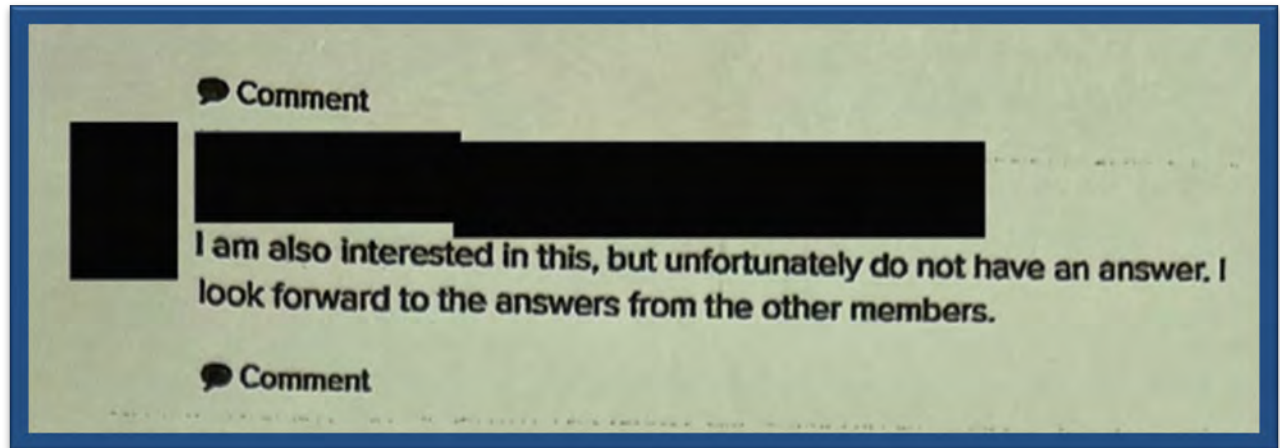 Comment
I am also interested in this, but unfortunately do not have an answer. I
look forward to the answers from the other members.
Comment